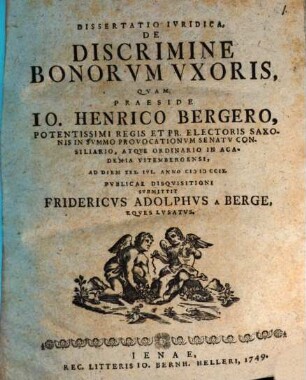 DISSERTATIO IVRIDICA,
DE
DISCRIMINE
BONORVM VXORIS,
QVAM,
PRAESIDE
IO. HENRICO BERGERO,
POTENTISSIMI REGIS ET PR. ELECTORIS SAXO-
NIS IN SVMMO PROVOCATIONVM SENATV CON-
SILIARIO, ATQVE ORDINARIO IN ACA-
DEMIA VITEMBERGENSI,
AD DIEM XXX. IVL. ANNO
PVBLICAE DISQVISITIONI
SVBMITTIT
FRIDERICVS ADOLPHVS A BERGE,
EQVES LVSATVS.
IENAE,
REC. LITTERIS IO. BERNH. HELLERI, 1749.